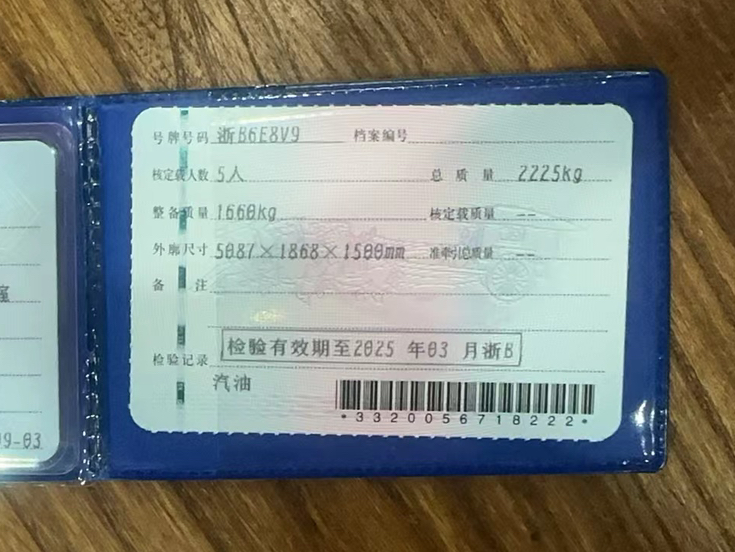 号牌号码 浙B6E8V9 档案编号
核定载人数 5人 总质量 2225kg
整备质量 1660kg 核定载质量 --
外廓尺寸 5087×1868×1500mm 准牵引总质量 --
备注
检验有效期至2025 年03 月浙B
检验记录
汽油
*3320056718222*
9-03